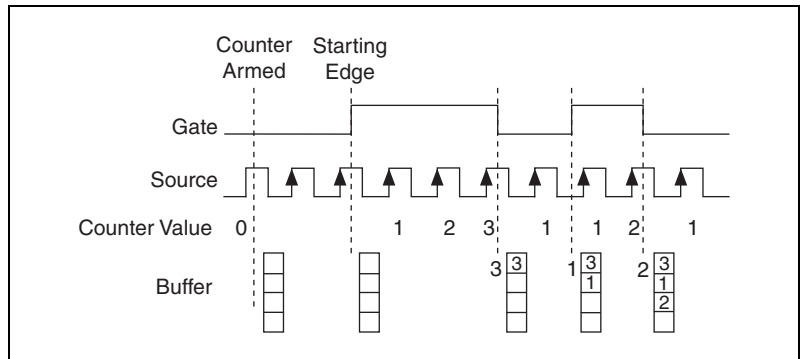 Counter Armed
Starting Edge
Gate
Source
Counter Value 0 1 2 3 1 1 2 1
Buffer
3 3
1 3 1
2 3 1 2